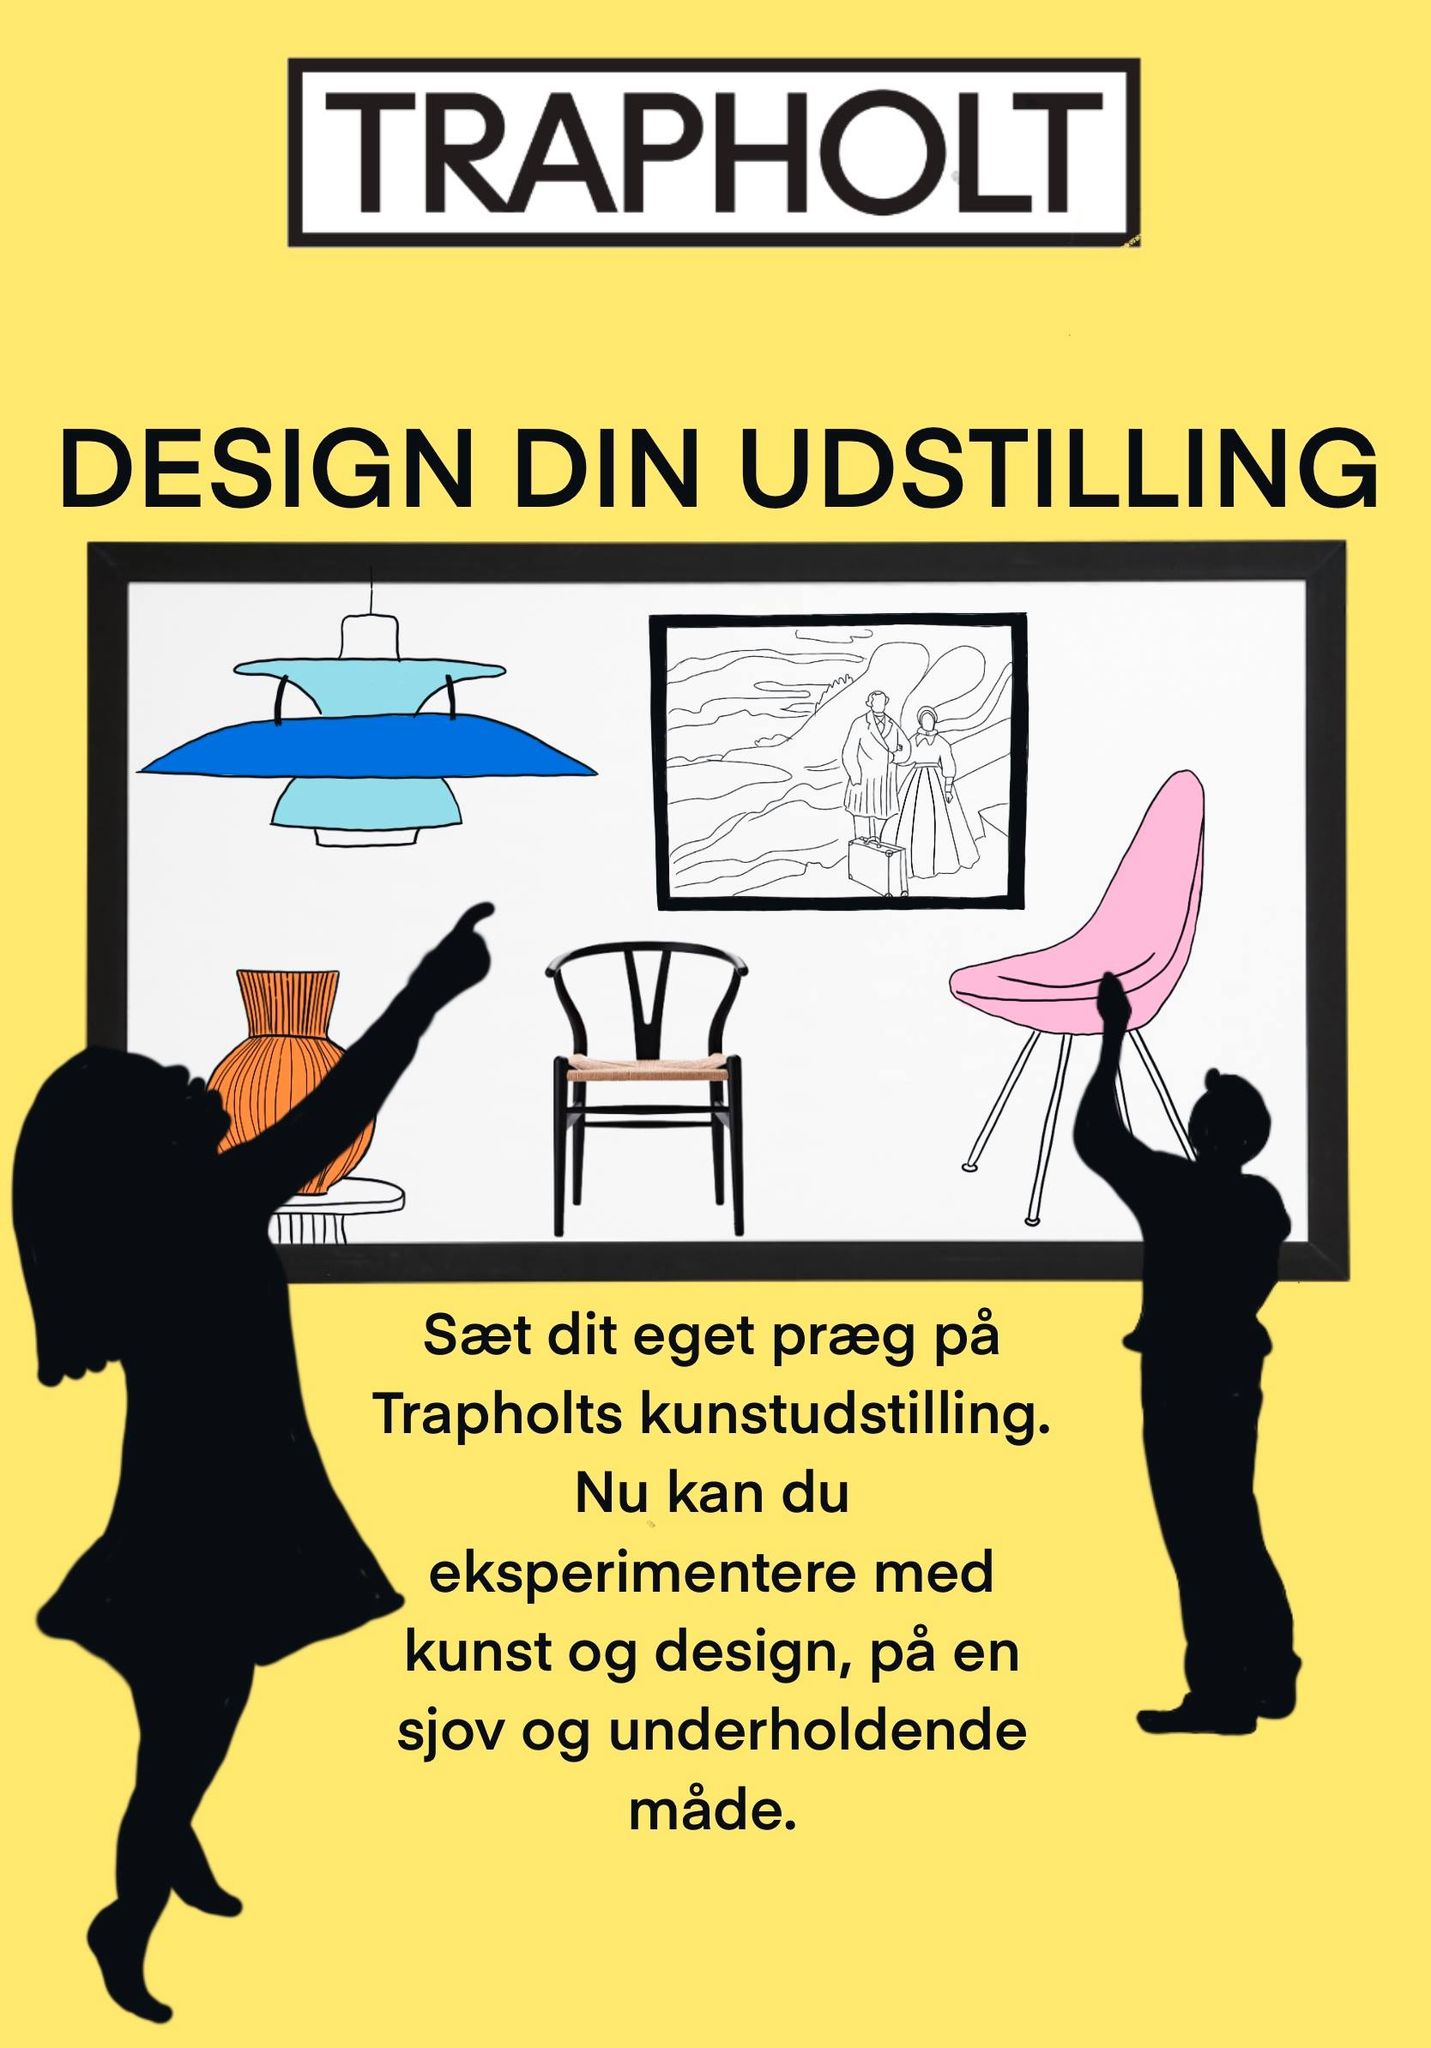 TRAPHOLT
DESIGN DIN UDSTILLING
Sæt dit eget præg på
Trapholts kunstudstilling.
Nu kan du
eksperimentere med
kunst og design, på en
sjov og underholdende
måde.